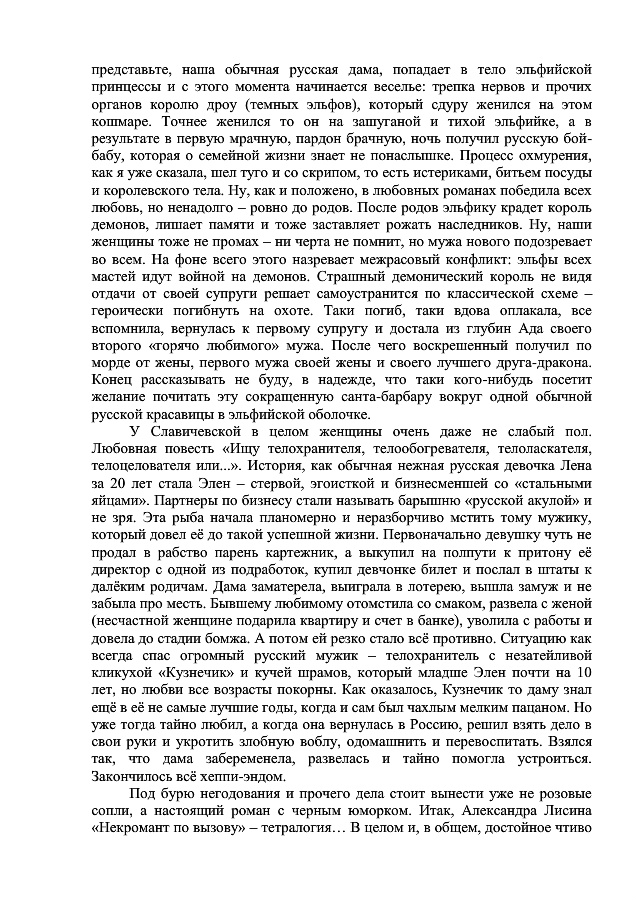 представьте, наша обычная русская дама, попадает в тело эльфийской
принцессы и с этого момента начинается веселье: трепка нервов и прочих
органов королю дроу (темных эльфов), который сдуру женился на этом
кошмаре. Точнее женился то он на зашуганой и тихой эльфийке, а в
результате в первую мрачную, пардон брачную, ночь получил русскую бой-
бабу, которая о семейной жизни знает не понаслышке. Процесс охмурения,
как я уже сказала, шел туго и со скрипом, то есть истериками, битьем посуды
и королевского тела. Ну, как и положено, в любовных романах победила всех
любовь, но ненадолго – ровно до родов. После родов эльфику крадет король
демонов, лишает памяти и тоже заставляет рожать наследников. Ну, наши
женщины тоже не промах – ни черта не помнит, но мужа нового подозревает
во всем. На фоне всего этого назревает межрасовый конфликт: эльфы всех
мастей идут войной на демонов. Страшный демонический король не видя
отдачи от своей супруги решает самоустранится по классической схеме –
героически погибнуть на охоте. Таки погиб, таки вдова оплакала, все
вспомнила, вернулась к первому супругу и достала из глубин Ада своего
второго «горячо любимого» мужа. После чего воскрешенный получил по
морде от жены, первого мужа своей жены и своего лучшего друга-дракона.
Конец рассказывать не буду, в надежде, что таки кого-нибудь посетит
желание почитать эту сокращенную санта-барбару вокруг одной обычной
русской красавицы в эльфийской оболочке.
У Славичевской в целом женщины очень даже не слабый пол.
Любовная повесть «Ищу телохранителя, телообогревателя, телоласкателя,
телоцелователя или...». История, как обычная нежная русская девочка Лена
за 20 лет стала Элен – стервой, эгоисткой и бизнесменшей со «стальными
яйцами». Партнеры по бизнесу стали называть барышню «русской акулой» и
не зря. Эта рыба начала планомерно и неразборчиво мстить тому мужику,
который довел её до такой успешной жизни. Первоначально девушку чуть не
продал в рабство парень картежник, а выкупил на полпути к притону её
директор с одной из подработок, купил девчонке билет и послал в штаты к
далёким родичам. Дама заматерела, выиграла в лотерею, вышла замуж и не
забыла про месть. Бывшему любимому отомстила со смаком, развела с женой
(несчастной женщине подарила квартиру и счет в банке), уволила с работы и
довела до стадии бомжа. А потом ей резко стало всё противно. Ситуацию как
всегда спас огромный русский мужик – телохранитель с незатейливой
кликухой «Кузнечик» и кучей шрамов, который младше Элен почти на 10
лет, но любви все возрасты покорны. Как оказалось, Кузнечик то даму знал
ещё в её не самые лучшие годы, когда и сам был чахлым мелким пацаном. Но
уже тогда тайно любил, а когда она вернулась в Россию, решил взять дело в
свои руки и укротить злобную воблу, одомашнить и перевоспитать. Взялся
так, что дама забеременела, развелась и тайно помогла устроиться.
Закончилось всё хеппи-эндом.
Под бурю негодования и прочего дела стоит вынести уже не розовые
сопли, а настоящий роман с черным юморком. Итак, Александра Лисина
«Некромант по вызову» – тетралогия… В целом и, в общем, достойное чтиво